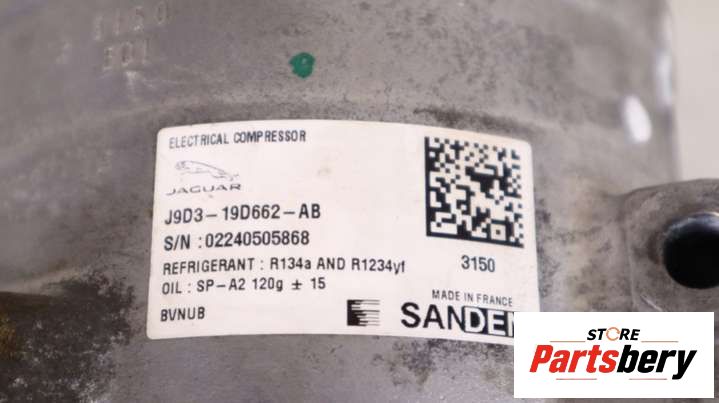 ELECTRICAL COMPRESSOR
JAGUAR
J9D3-19D662-AB
S/N :02240505868
REFRIGERANT : R134a AND R1234yf
OIL : SP-A2 120g ± 15
BVNUB
3150
MADE IN FRANCE
SANDEN
STORE
Partsbery